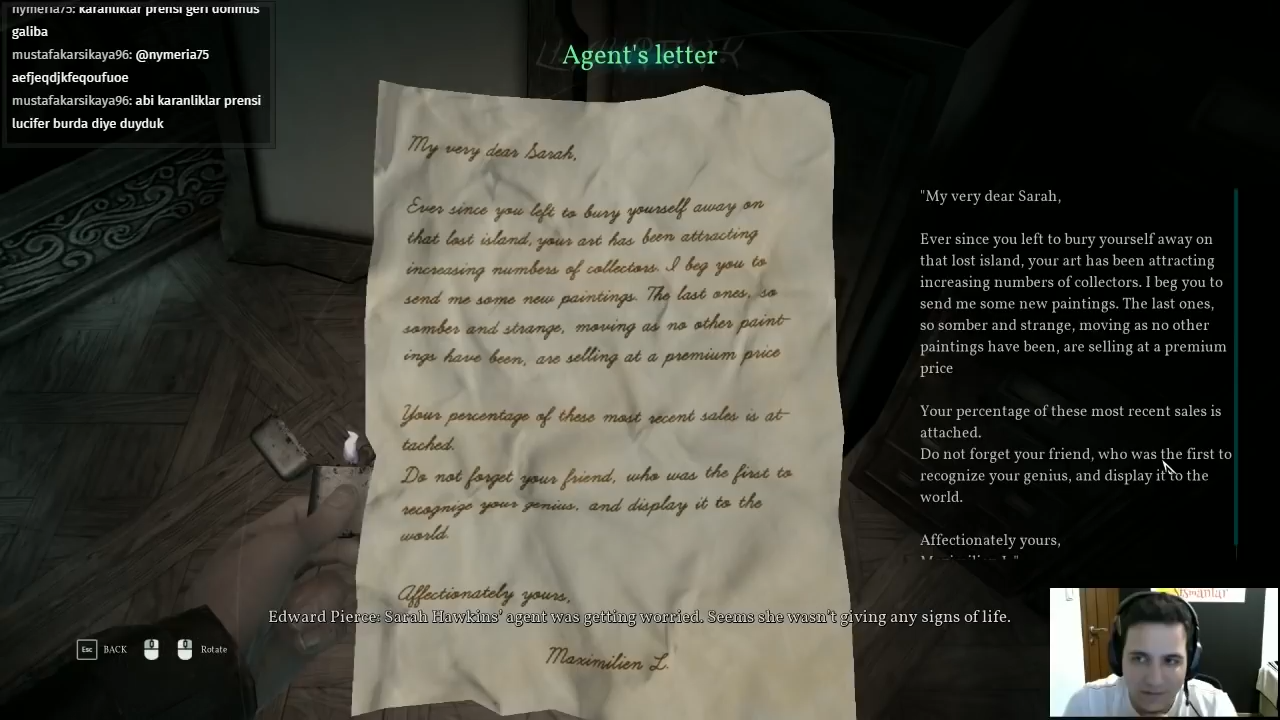 nymeria75: karanliklar prensi geri donmus
galiba
mustafakarsikaya96: @nymeria75
aefjeqdjkfeqoufuoe
mustafakarsikaya96: abi karanliklar prensi
lucifer burda diye duyduk
Agent's letter
My very dear Sarah,
Ever since you left to bury yourself away on
that lost island, your art has been attracting
increasing numbers of collectors. I beg you to
send me some new paintings. The last ones, so
somber and strange, moving as no other paint-
ings have been, are selling at a premium price
Your percentage of these most recent sales is at-
tached.
Do not forget your friend, who was the first to
recognize your genius, and display it to the
world.
Affectionately yours,
Maximilien L.
"My very dear Sarah,
Ever since you left to bury yourself away on
that lost island, your art has been attracting
increasing numbers of collectors. I beg you to
send me some new paintings. The last ones,
so somber and strange, moving as no other
paintings have been, are selling at a premium
price
Your percentage of these most recent sales is
attached.
Do not forget your friend, who was the first to
recognize your genius, and display it to the
world.
Affectionately yours,
Maximilien L."
Edward Pierce: Sarah Hawkins' agent was getting worried. Seems she wasn't giving any signs of life.
Esc BACK
Rotate